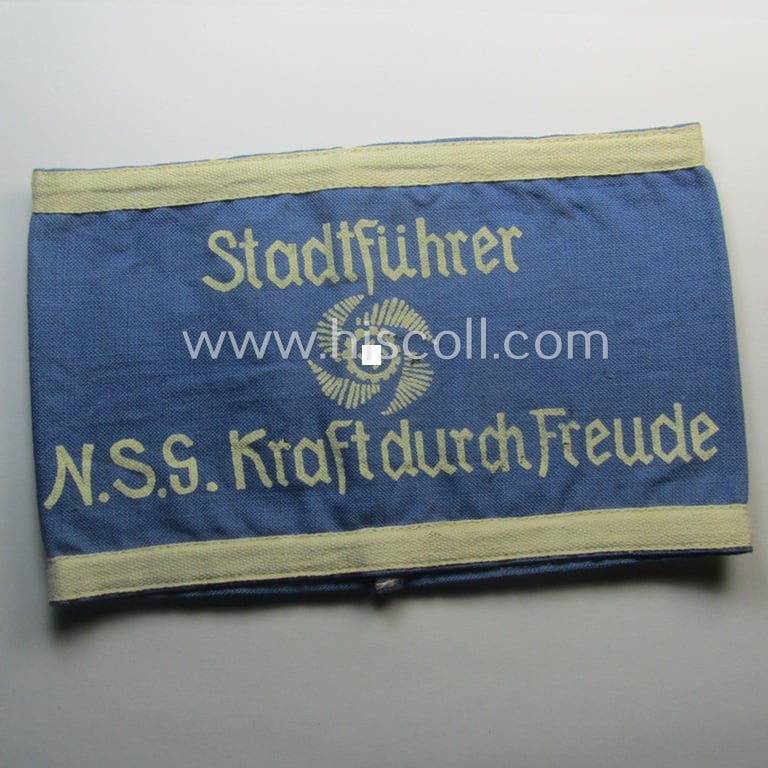 Stadtführer
www.hiscoll.com
N.S.G. Kraft durch Freude